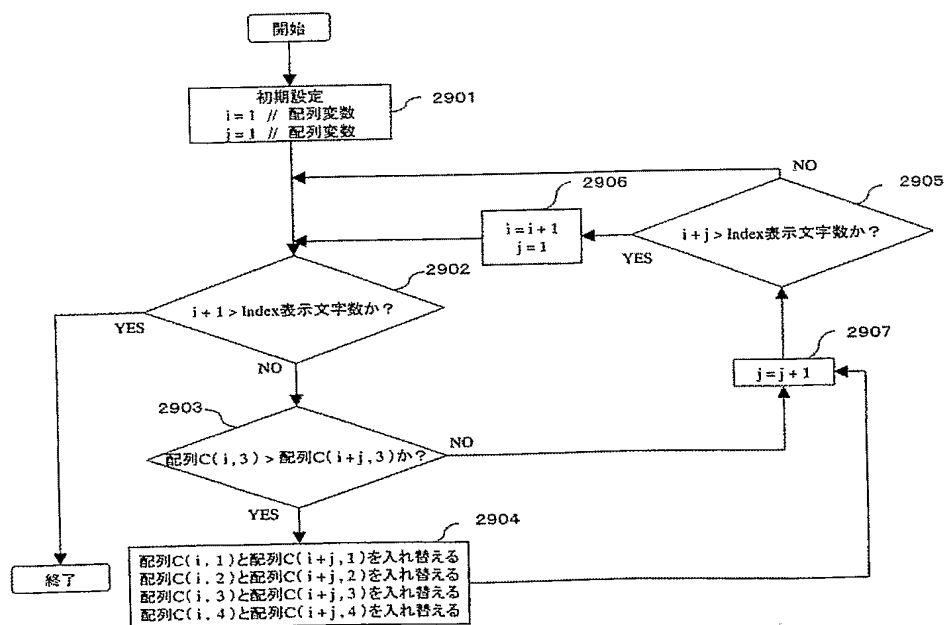 開始
初期設定
i=1 // 配列変数
j=1 // 配列変数
2901
NO
2906
2905
i=i+1
j=1
i+j>Index表示文字数か?
YES
2902
i+1>Index表示文字数か?
YES
NO
2907
j=j+1
2903
配列C(i,3)>配列C(i+j,3)か?
NO
YES
2904
配列C(i,1)と配列C(i+j,1)を入れ替える
配列C(i,2)と配列C(i+j,2)を入れ替える
配列C(i,3)と配列C(i+j,3)を入れ替える
配列C(i,4)と配列C(i+j,4)を入れ替える
終了